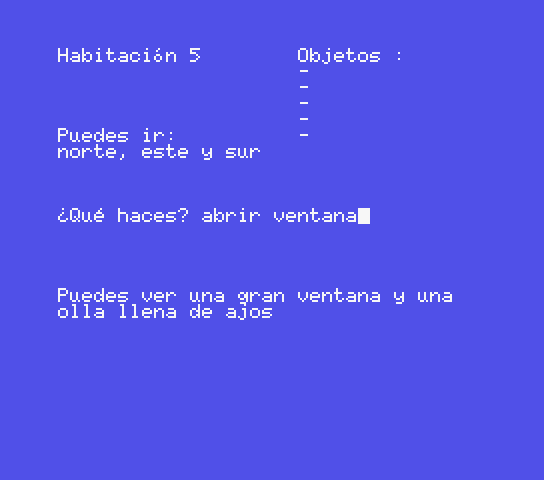 Habitación 5
Objetos :
-
-
-
-
-
Puedes ir:
norte, este y sur
¿Qué haces? abrir ventana
Puedes ver una gran ventana y una
olla llena de ajos